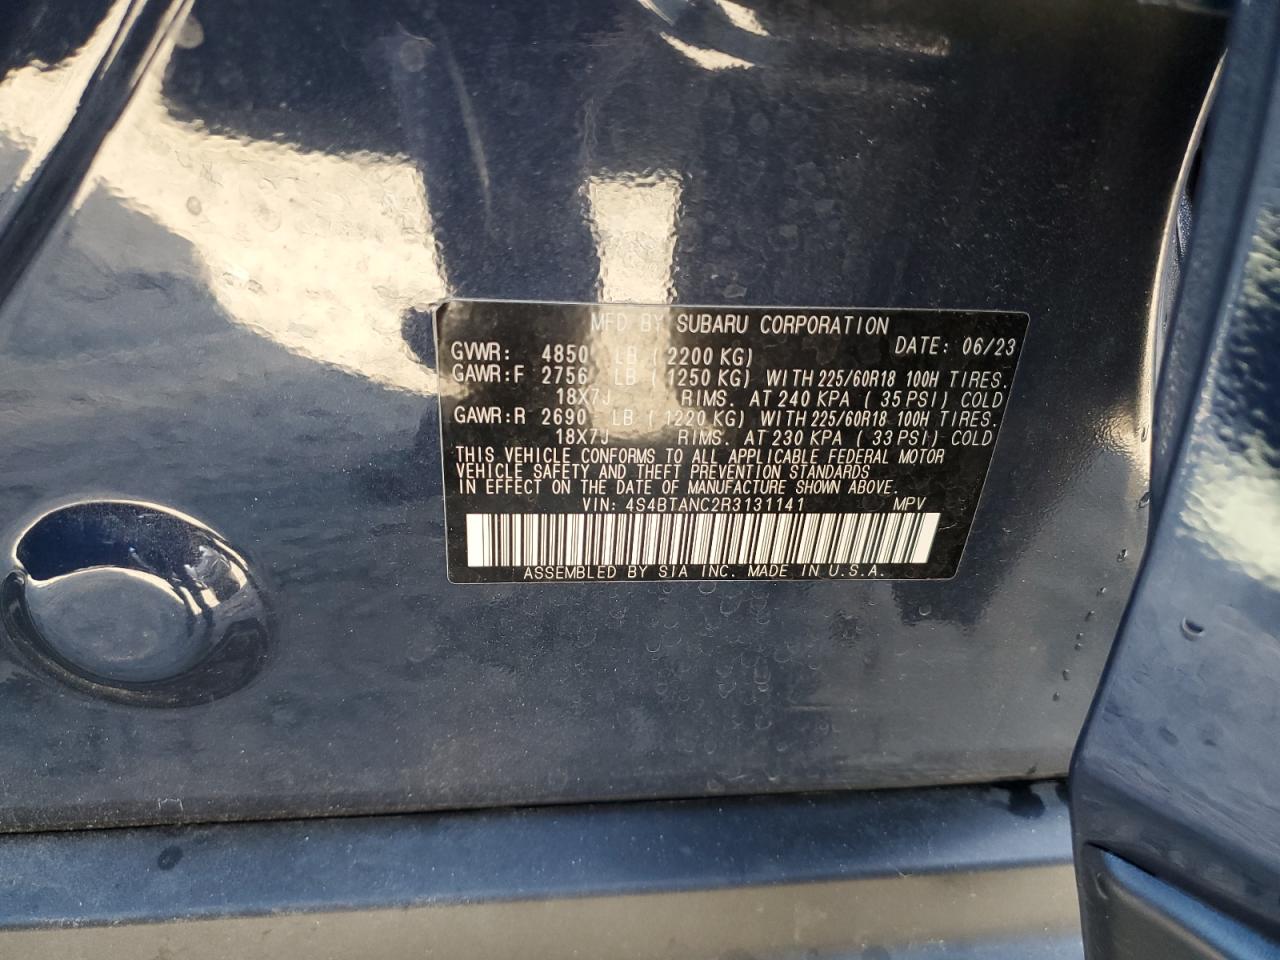 MFD BY SUBARU CORPORATION
DATE: 06/23
GVWR: 4850 LB ( 2200 KG)
GAWR:F 2756 LB ( 1250 KG) WITH 225/60R18 100H TIRES.
18X7J RIMS. AT 240 KPA ( 35 PSI) COLD
GAWR:R 2690 LB ( 1220 KG) WITH 225/60R18 100H TIRES.
18X7J RIMS. AT 230 KPA ( 33 PSI) COLD
THIS VEHICLE CONFORMS TO ALL APPLICABLE FEDERAL MOTOR
VEHICLE SAFETY AND THEFT PREVENTION STANDARDS
IN EFFECT ON THE DATE OF MANUFACTURE SHOWN ABOVE.
VIN: 4S4BTANC2R3131141 MPV
ASSEMBLED BY SIA INC. MADE IN U.S.A.